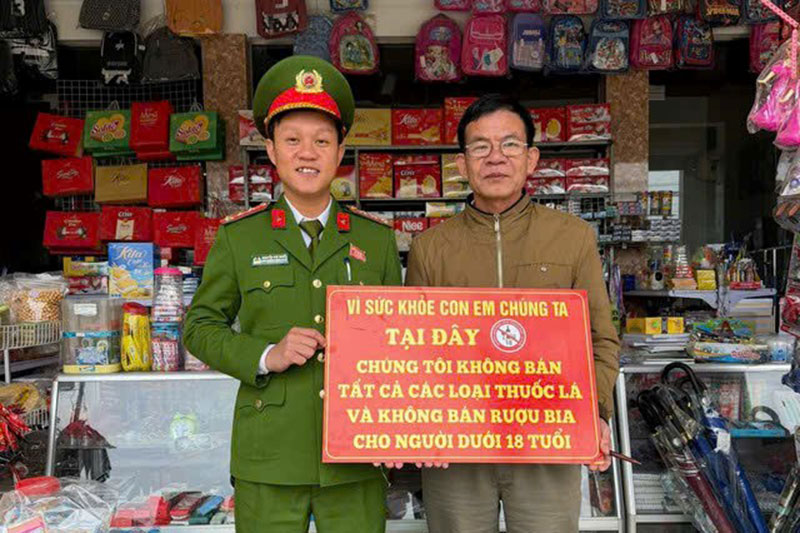 VÌ SỨC KHỎE CON EM CHÚNG TA
TẠI ĐÂY
CHÚNG TÔI KHÔNG BÁN
TẤT CẢ CÁC LOẠI THUỐC LÁ
VÀ KHÔNG BÁN RƯỢU BIA
CHO NGƯỜI DƯỚI 18 TUỔI